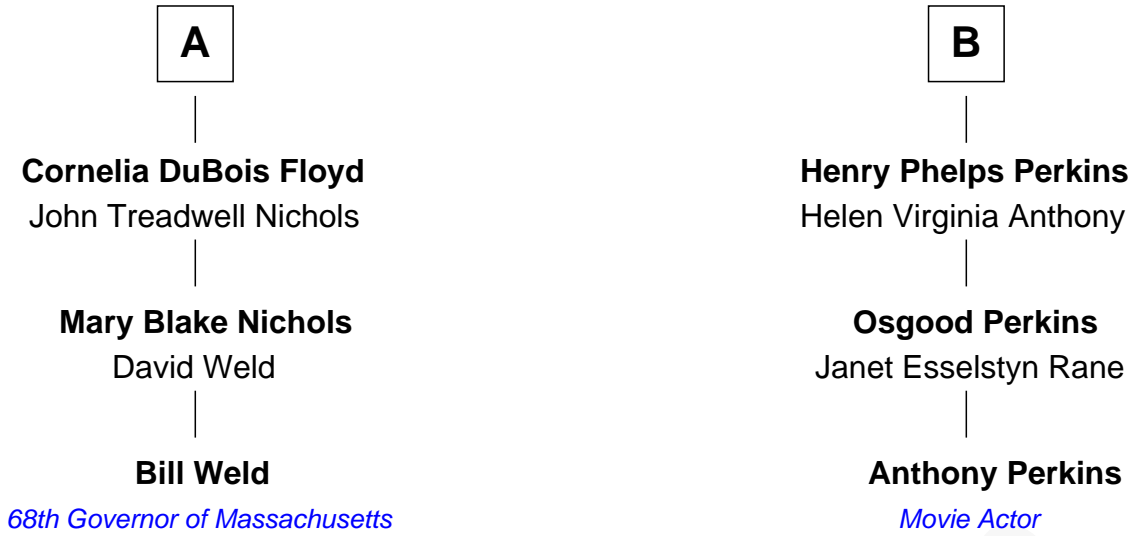 A
Cornelia DuBois Floyd
John Treadwell Nichols
Mary Blake Nichols
David Weld
Bill Weld
68th Governor of Massachusetts
B
Henry Phelps Perkins
Helen Virginia Anthony
Osgood Perkins
Janet Esselstyn Rane
Anthony Perkins
Movie Actor